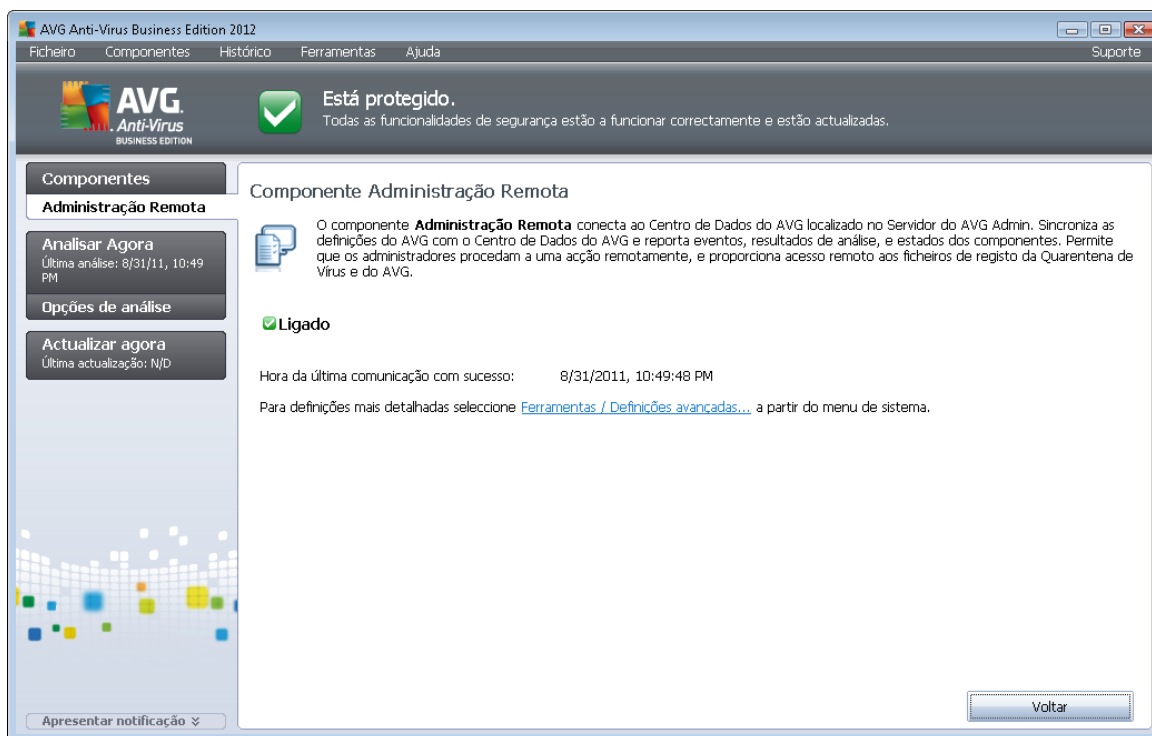 AVG Anti-Virus Business Edition 2012
Ficheiro Componentes Histórico Ferramentas Ajuda Suporte
AVG.
Anti-Virus
BUSINESS EDITION
Está protegido.
Todas as funcionalidades de segurança estão a funcionar correctamente e estão actualizadas.
Componentes
Administração Remota
Analisar Agora
Última análise: 8/31/11, 10:49
PM
Opções de análise
Actualizar agora
Última actualização: N/D
Apresentar notificação
Componente Administração Remota
O componente Administração Remota conecta ao Centro de Dados do AVG localizado no Servidor do AVG Admin. Sincroniza as
definições do AVG com o Centro de Dados do AVG e reporta eventos, resultados de análise, e estados dos componentes. Permite
que os administradores procedam a uma acção remotamente, e proporciona acesso remoto aos ficheiros de registo da Quarentena de
Vírus e do AVG.
Ligado
Hora da última comunicação com sucesso: 8/31/2011, 10:49:48 PM
Para definições mais detalhadas seleccione Ferramentas / Definições avançadas... a partir do menu de sistema.
Voltar